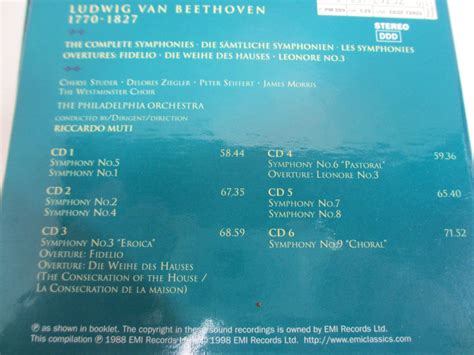 LUDWIG VAN BEETHOVEN
1770-1827
STEREO
DDD
THE COMPLETE SYMPHONIES · DIE SÄMTLICHE SYMPHONIEN · LES SYMPHONIES
OVERTURES: FIDELIO · DIE WEIHE DES HAUSES · LEONORE NO.3
CHERYL STUDER · DELORES ZIEGLER · PETER SEIFFERT · JAMES MORRIS
THE WESTMINSTER CHOIR
THE PHILADELPHIA ORCHESTRA
CONDUCTED BY/DIRIGENT/DIRECTION
RICCARDO MUTI
CD 1 58.44
SYMPHONY NO.5
SYMPHONY NO.1
CD 2 67.35
SYMPHONY NO.2
SYMPHONY NO.4
CD 3 68.59
SYMPHONY NO.3 "EROICA"
OVERTURE: FIDELIO
OVERTURE: DIE WEIHE DES HAUSES
(THE CONSECRATION OF THE HOUSE /
LA CONSECRATION DE LA MAISON)
CD 4 59.36
SYMPHONY NO.6 "PASTORAL"
OVERTURE: LEONORE NO.3
CD 5 65.40
SYMPHONY NO.7
SYMPHONY NO.8
CD 6 71.52
SYMPHONY NO.9 "CHORAL"
℗ as shown in booklet. The copyright in these sound recordings is owned by EMI Records Ltd.
This compilation ℗ 1988 EMI Records Ltd. © 1998 EMI Records Ltd. www.emiclassics.com